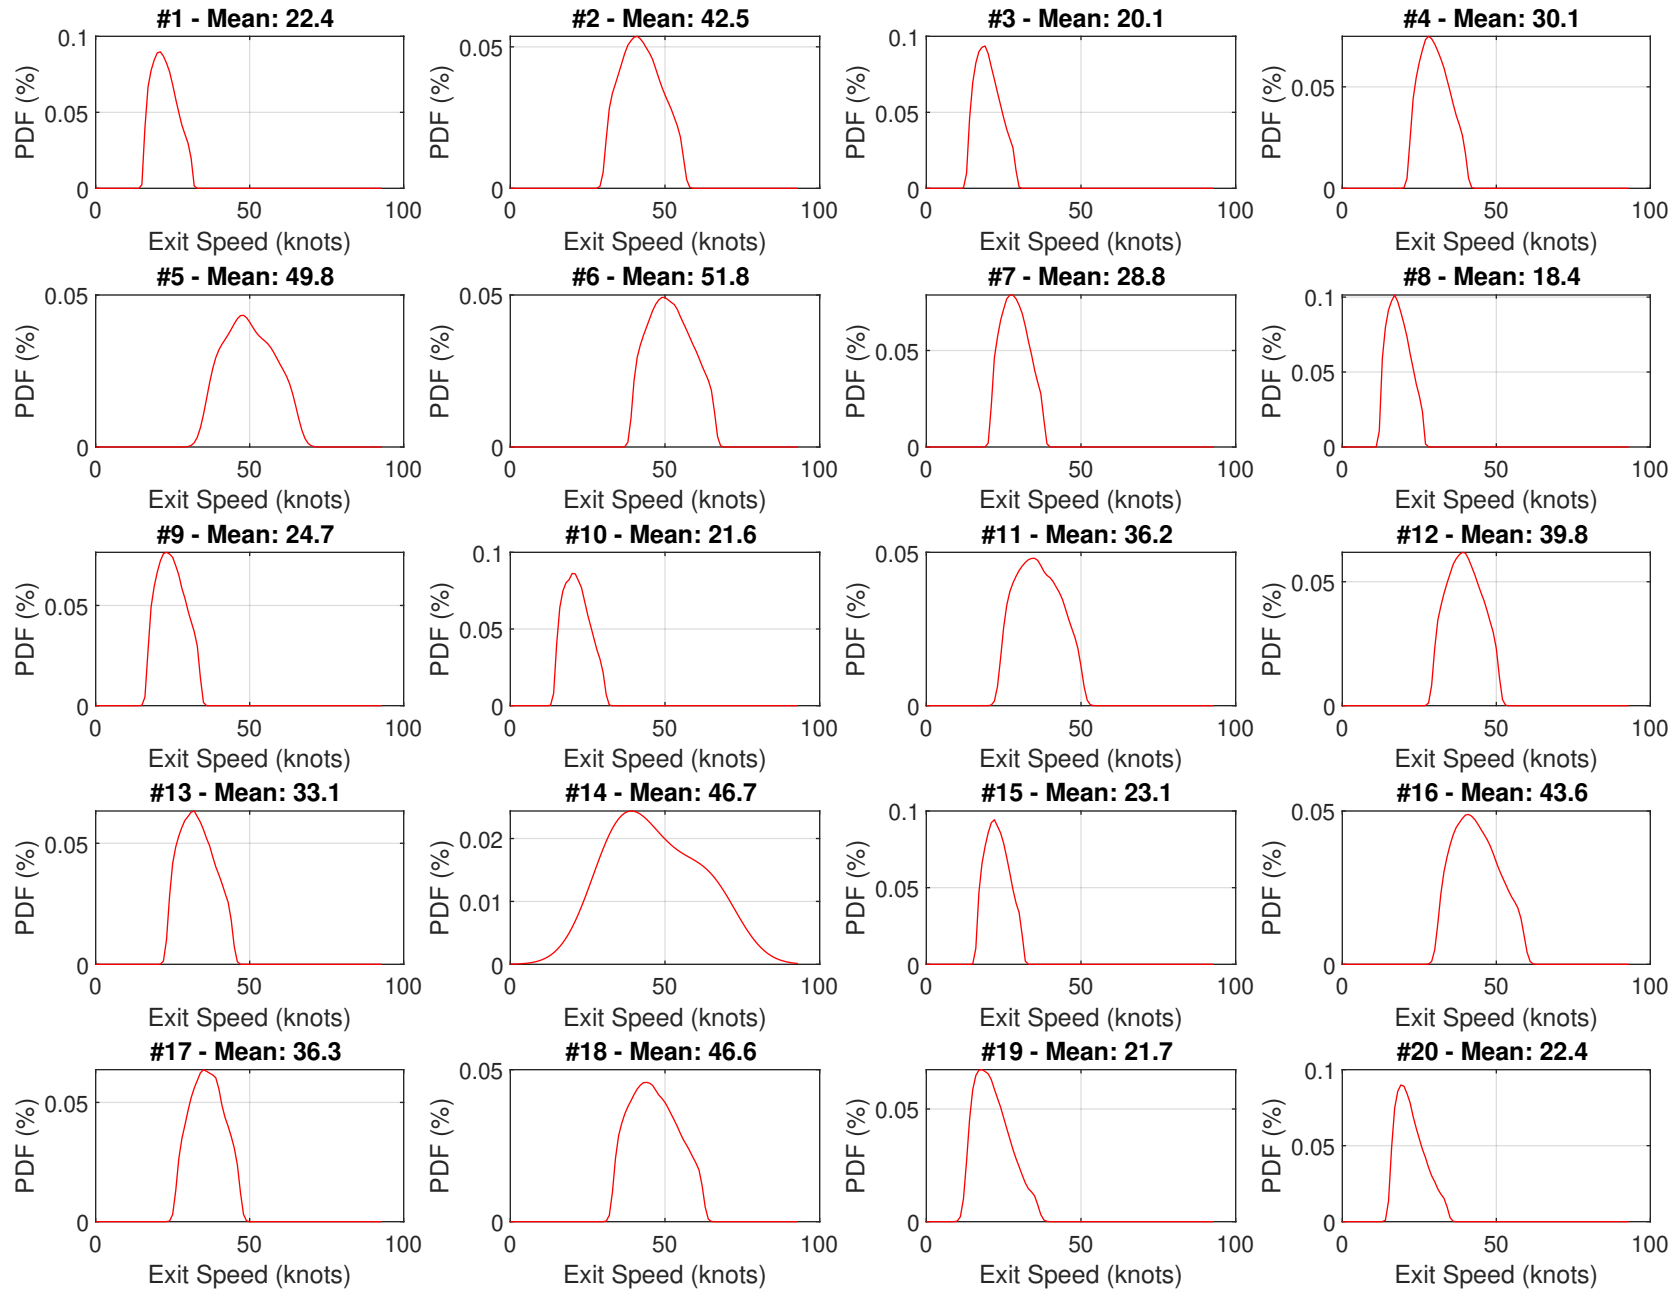 #1 - Mean: 22.4
#2 - Mean: 42.5
#3 - Mean: 20.1
#4 - Mean: 30.1
PDF (%)
0.1
0.05
0
0 50 100
Exit Speed (knots)
PDF (%)
0.05
0
0 50 100
Exit Speed (knots)
PDF (%)
0.1
0.05
0
0 50 100
Exit Speed (knots)
PDF (%)
0.05
0
0 50 100
Exit Speed (knots)
#5 - Mean: 49.8
#6 - Mean: 51.8
#7 - Mean: 28.8
#8 - Mean: 18.4
PDF (%)
0.05
0
0 50 100
Exit Speed (knots)
PDF (%)
0.05
0
0 50 100
Exit Speed (knots)
PDF (%)
0.05
0
0 50 100
Exit Speed (knots)
PDF (%)
0.1
0.05
0
0 50 100
Exit Speed (knots)
#9 - Mean: 24.7
#10 - Mean: 21.6
#11 - Mean: 36.2
#12 - Mean: 39.8
PDF (%)
0.05
0
0 50 100
Exit Speed (knots)
PDF (%)
0.1
0.05
0
0 50 100
Exit Speed (knots)
PDF (%)
0.05
0
0 50 100
Exit Speed (knots)
PDF (%)
0.05
0
0 50 100
Exit Speed (knots)
#13 - Mean: 33.1
#14 - Mean: 46.7
#15 - Mean: 23.1
#16 - Mean: 43.6
PDF (%)
0.05
0
0 50 100
Exit Speed (knots)
PDF (%)
0.02
0.01
0
0 50 100
Exit Speed (knots)
PDF (%)
0.1
0.05
0
0 50 100
Exit Speed (knots)
PDF (%)
0.05
0
0 50 100
Exit Speed (knots)
#17 - Mean: 36.3
#18 - Mean: 46.6
#19 - Mean: 21.7
#20 - Mean: 22.4
PDF (%)
0.05
0
0 50 100
Exit Speed (knots)
PDF (%)
0.05
0
0 50 100
Exit Speed (knots)
PDF (%)
0.05
0
0 50 100
Exit Speed (knots)
PDF (%)
0.1
0.05
0
0 50 100
Exit Speed (knots)